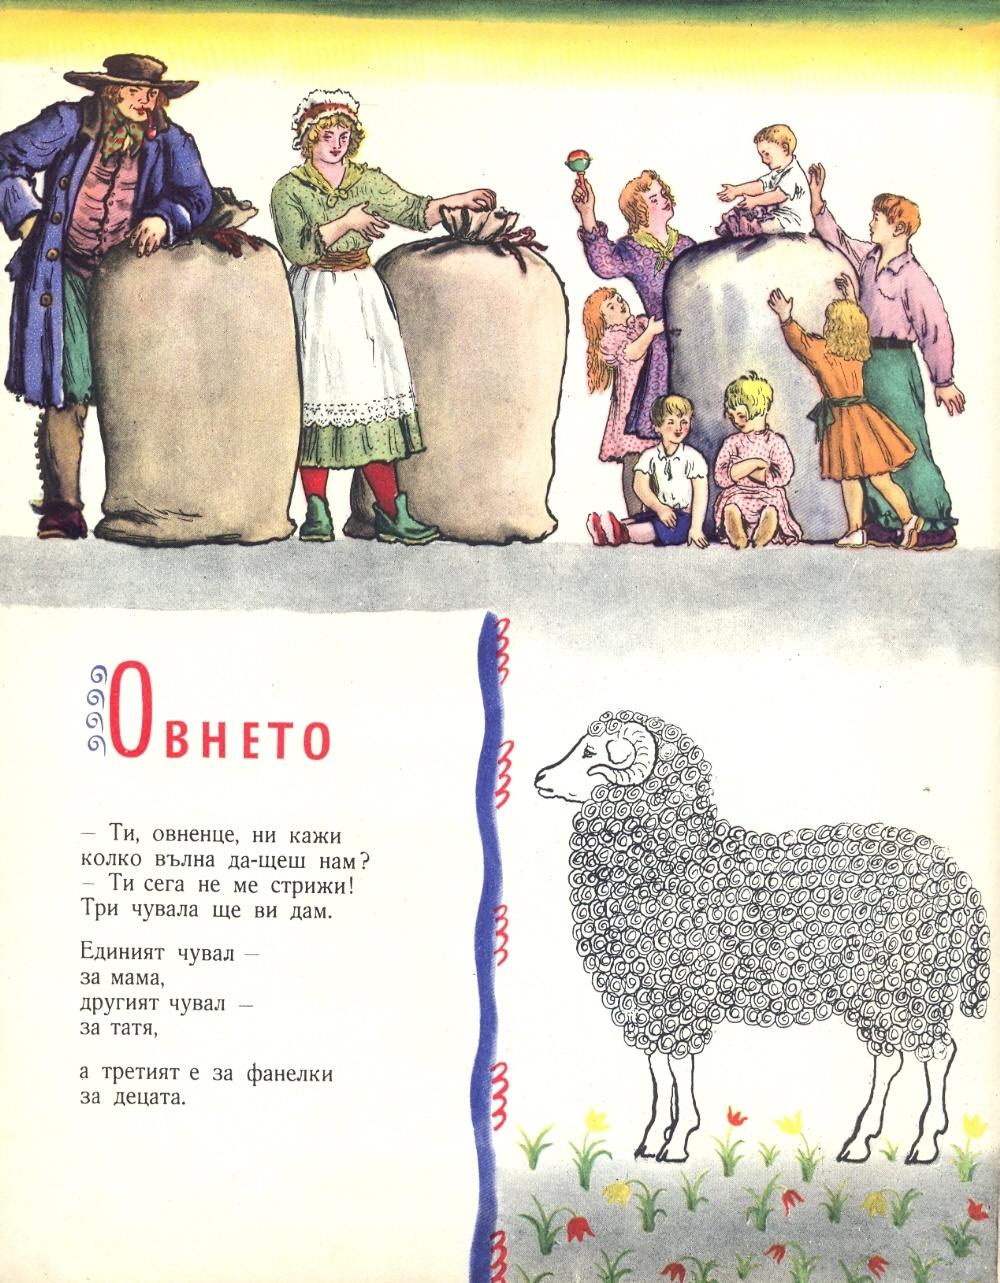 Овнето
– Ти, овненце, ни кажи
колко вълна да-щеш нам?
– Ти сега не ме стрижи!
Три чувала ще ви дам.
Единият чувал –
за мама,
другият чувал –
за татя,
а третият е за фанелки
за децата.